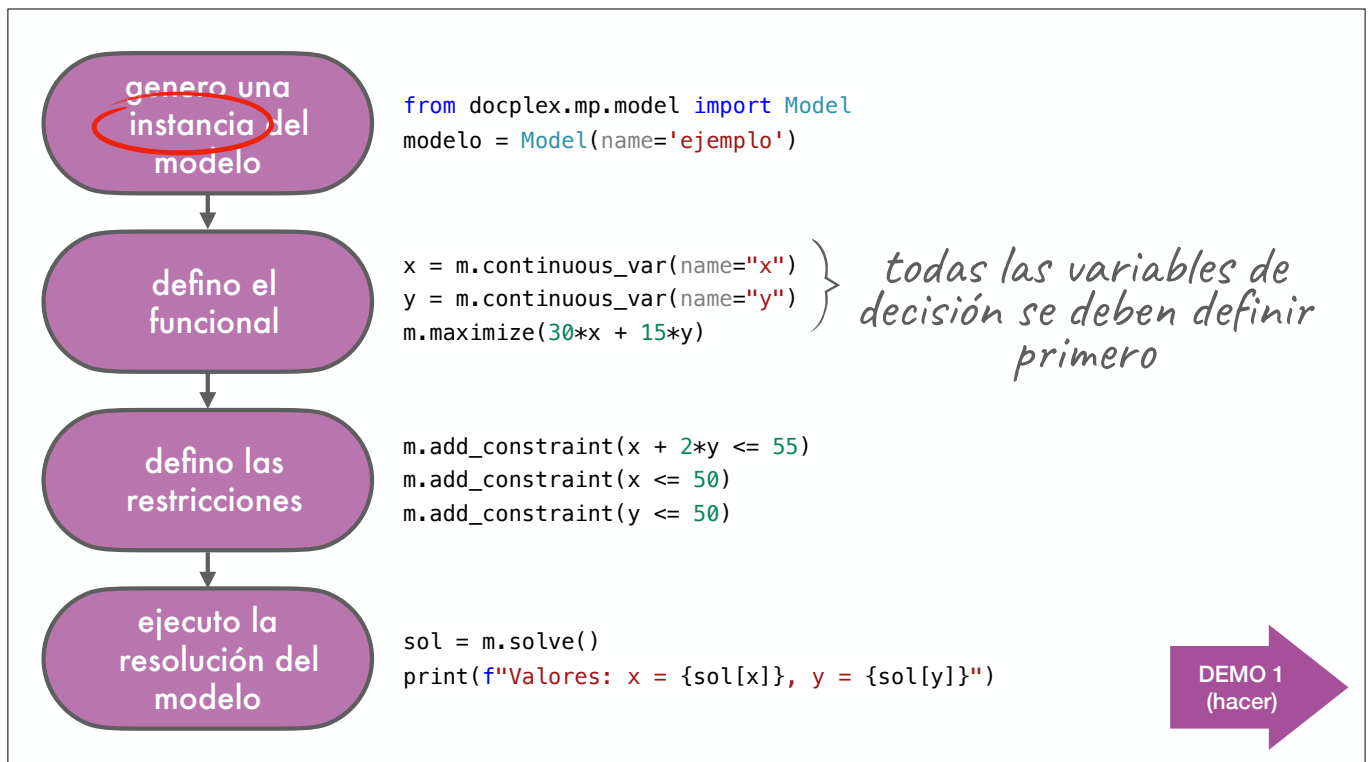 genero una
instancia del
modelo
from docplex.mp.model import Model
modelo = Model(name='ejemplo')
defino el
funcional
x = m.continuous_var(name="x")
y = m.continuous_var(name="y")
m.maximize(30*x + 15*y)
todas las variables de
decisión se deben definir
primero
defino las
restricciones
m.add_constraint(x + 2*y <= 55)
m.add_constraint(x <= 50)
m.add_constraint(y <= 50)
ejecuto la
resolución del
modelo
sol = m.solve()
print(f"Valores: x = {sol[x]}, y = {sol[y]}")
DEMO 1
(hacer)